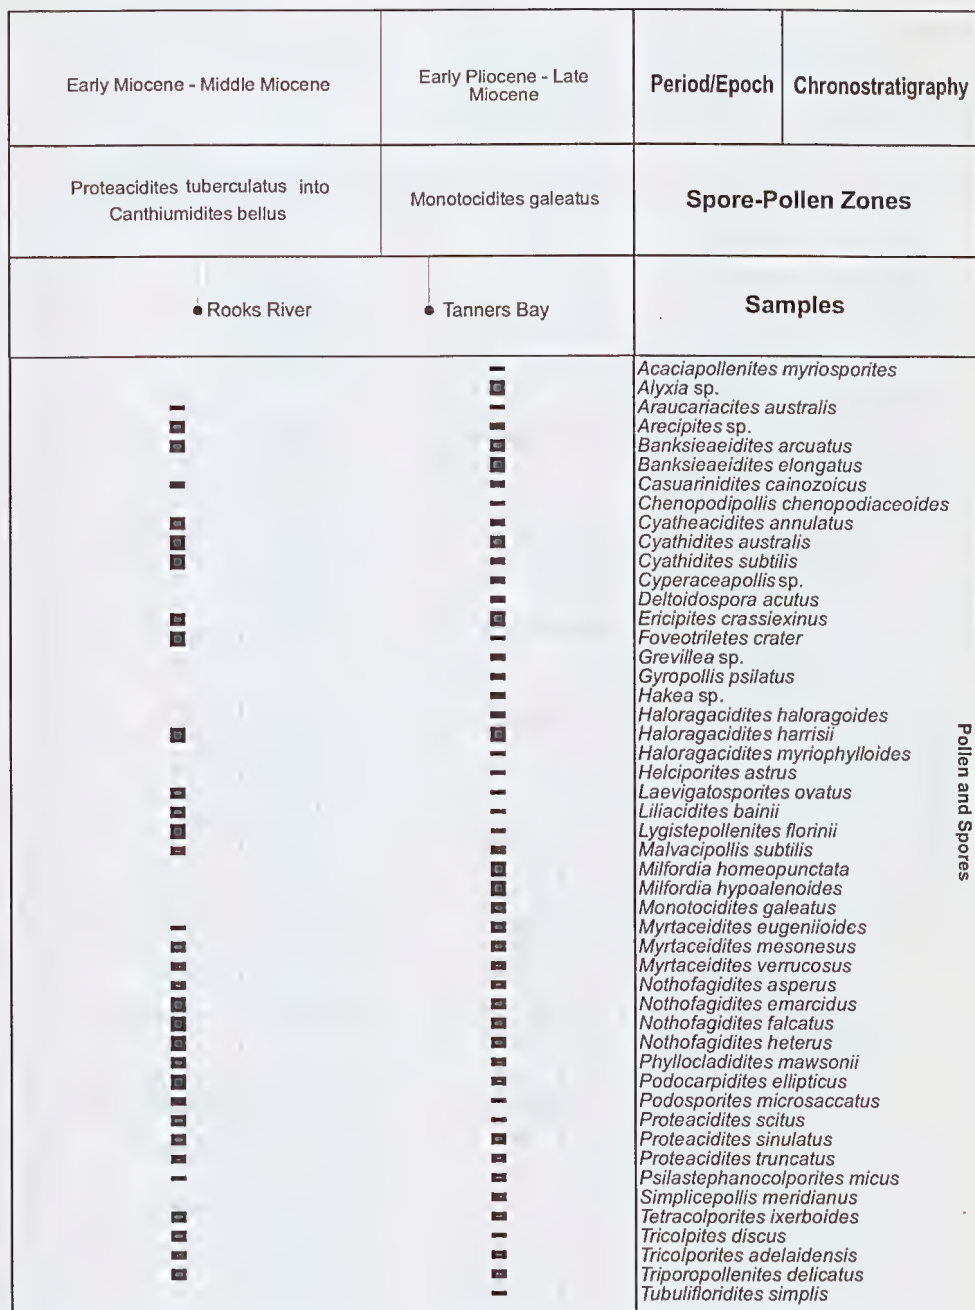 Early Miocene - Middle Miocene
Early Pliocene - Late
Miocene
Period/Epoch
Chronostratigraphy
Proteacidites tuberculatus into
Canthiumidites bellus
Monotocidites galeatus
Spore-Pollen Zones
Rooks River
Tanners Bay
Samples
Acaciapollenites myriosporites
Alyxia sp.
Araucariacites australis
Arecipites sp.
Banksieaeidites arcuatus
Banksieaeidites elongatus
Casuarinidites cainozoicus
Chenopodipollis chenopodiaceoides
Cyatheacidites annulatus
Cyathidites australis
Cyathidites subtilis
Cyperaceapollis sp.
Deltoidospora acutus
Ericipites crassiexinus
Foveotriletes crater
Grevillea sp.
Gyropollis psilatus
Hakea sp.
Haloragacidites haloragoides
Haloragacidites harrisii
Haloragacidites myriophylloides
Helciporites astrus
Laevigatosporites ovatus
Liliacidites bainii
Lygistepollenites florinii
Malvacipollis subtilis
Milfordia homeopunctata
Milfordia hypoalenoides
Monotocidites galeatus
Myrtaceidites eugeniioides
Myrtaceidites mesonesus
Myrtaceidites verrucosus
Nothofagidites asperus
Nothofagidites emarcidus
Nothofagidites falcatus
Nothofagidites heterus
Phyllocladidites mawsonii
Podocarpidites ellipticus
Podosporites microsaccatus
Proteacidites scitus
Proteacidites sinulatus
Proteacidites truncatus
Psilastephanocolporites micus
Simplicepollis meridianus
Tetracolporites ixerboides
Tricolpites discus
Tricolporites adelaidensis
Triporopollenites delicatus
Tubulifloridites simplis
Pollen and Spores